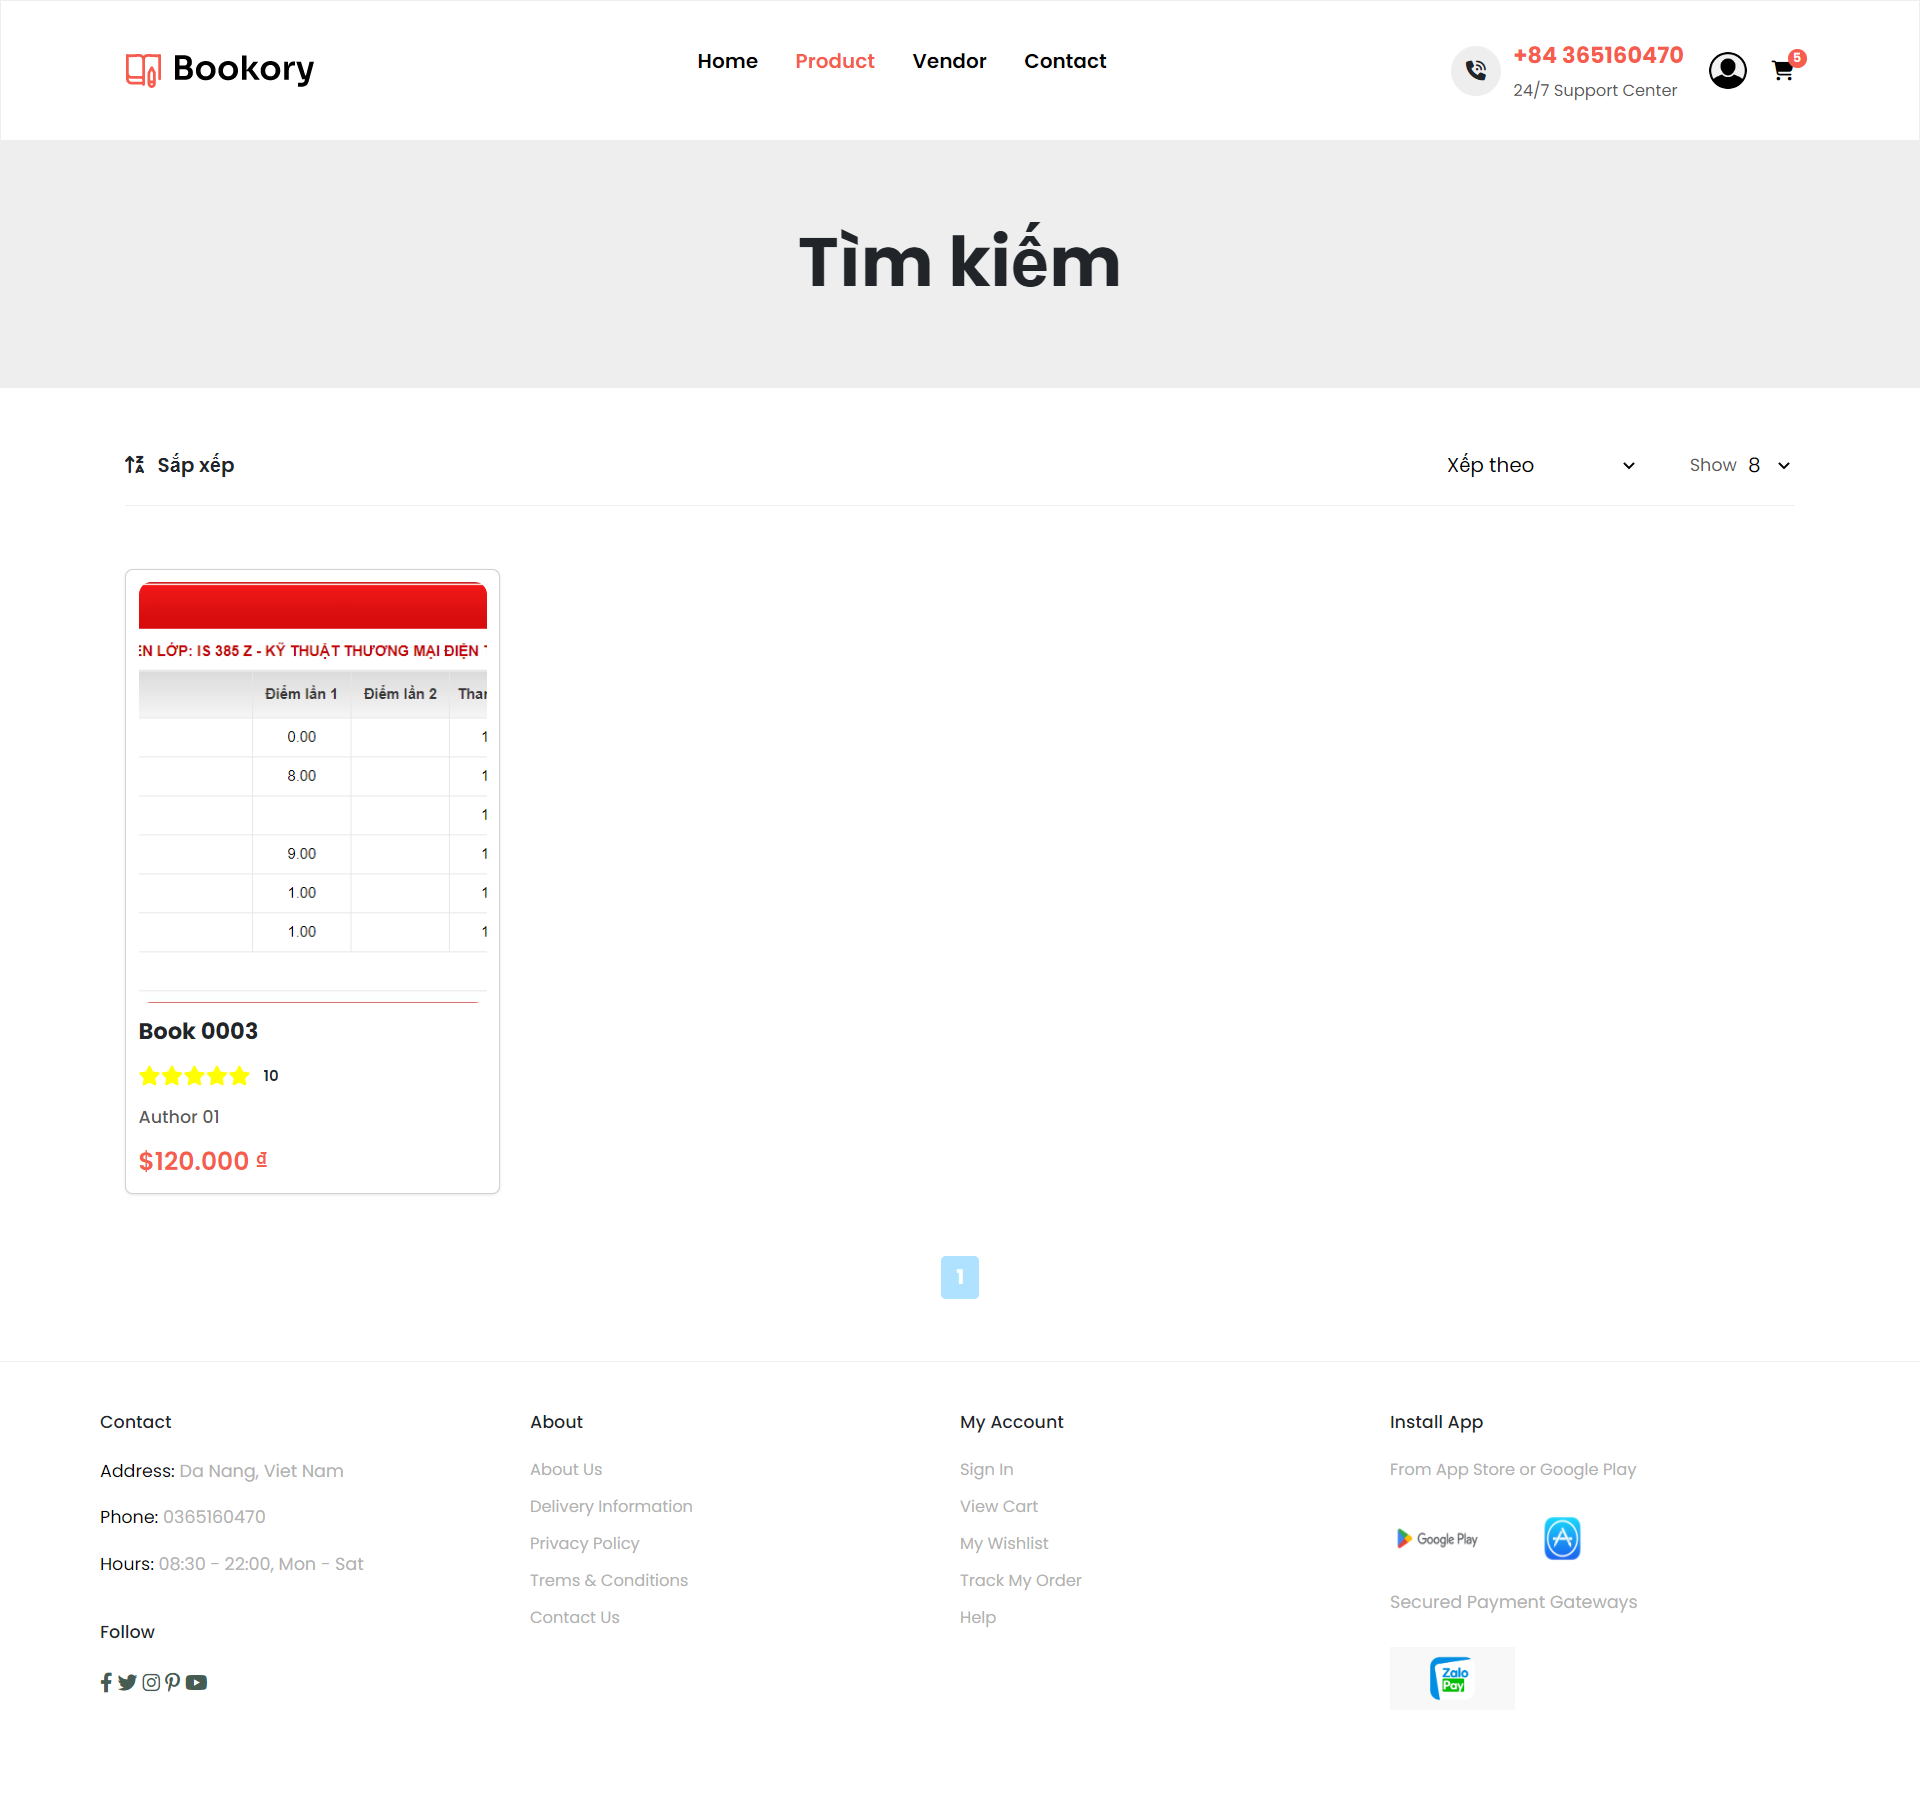 Bookory
Home Product Vendor Contact
+84 365160470
24/7 Support Center
5
Tìm kiếm
Sắp xếp
Xếp theo
Show 8
LỚP: IS 385 Z - KỸ THUẬT THƯƠNG MẠI ĐIỆN
Điểm lần 1 Điểm lần 2
0.00 1
8.00 1
1
9.00 1
1.00 1
1.00 1
Book 0003
10
Author 01
$120.000 ₫
1
Contact
Address: Da Nang, Viet Nam
Phone: 0365160470
Hours: 08:30 - 22:00, Mon - Sat
Follow
About
About Us
Delivery Information
Privacy Policy
Trems & Conditions
Contact Us
My Account
Sign In
View Cart
My Wishlist
Track My Order
Help
Install App
From App Store or Google Play
Google Play
Secured Payment Gateways
Zalo
Pay